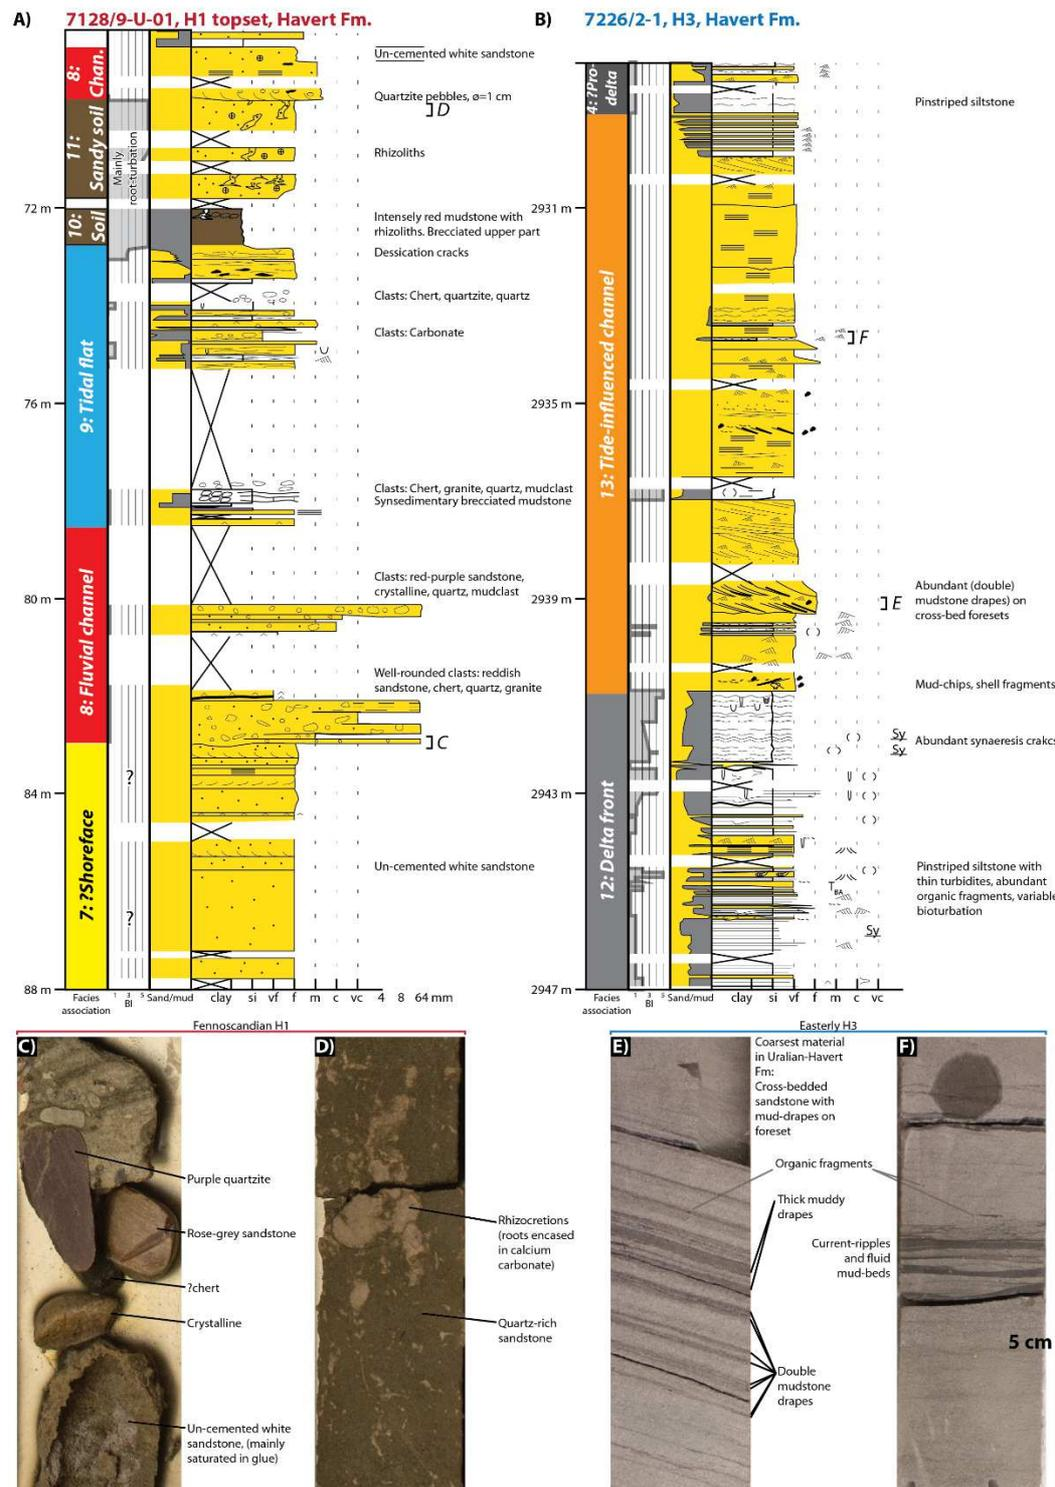 A)
7128/9-U-01, H1 topset, Havert Fm.
8:
Chan.
11:
Sandy soil
10:
Soil
9: Tidal flat
8: Fluvial channel
7: ?Shoreface
Mainly
root-turbation
?
?
72 m
76 m
80 m
84 m
88 m
Un-cemented white sandstone
Quartzite pebbles, ø=1 cm
D
Rhizoliths
Intensely red mudstone with
rhizoliths. Brecciated upper part
Dessication cracks
Clasts: Chert, quartzite, quartz
Clasts: Carbonate
Clasts: Chert, granite, quartz, mudclast
Synsedimentary brecciated mudstone
Clasts: red-purple sandstone,
crystalline, quartz, mudclast
Well-rounded clasts: reddish
sandstone, chert, quartz, granite
C
Un-cemented white sandstone
Facies
association
1 3 5
BI
Sand/mud
clay si vf f m c vc 4 8 64 mm
B)
7226/2-1, H3, Havert Fm.
4: ?Pro-
delta
13: Tide-influenced channel
12: Delta front
2931 m
2935 m
2939 m
2943 m
2947 m
Pinstriped siltstone
F
Abundant (double)
mudstone drapes) on
cross-bed foresets
E
Mud-chips, shell fragments
Sy
Sy
Abundant synaeresis crakcs
Pinstriped siltstone with
thin turbidites, abundant
organic fragments, variable
bioturbation
TBA
Sy
Facies
association
1 3 5
BI
Sand/mud
clay si vf f m c vc
Fennoscandian H1
C)
Purple quartzite
Rose-grey sandstone
?chert
Crystalline
Un-cemented white
sandstone, (mainly
saturated in glue)
D)
Rhizocretions
(roots encased
in calcium
carbonate)
Quartz-rich
sandstone
Easterly H3
E)
Coarsest material
in Uralian-Havert
Fm:
Cross-bedded
sandstone with
mud-drapes on
foreset
Organic fragments
Thick muddy
drapes
Current-ripples
and fluid
mud-beds
Double
mudstone
drapes
F)
5 cm